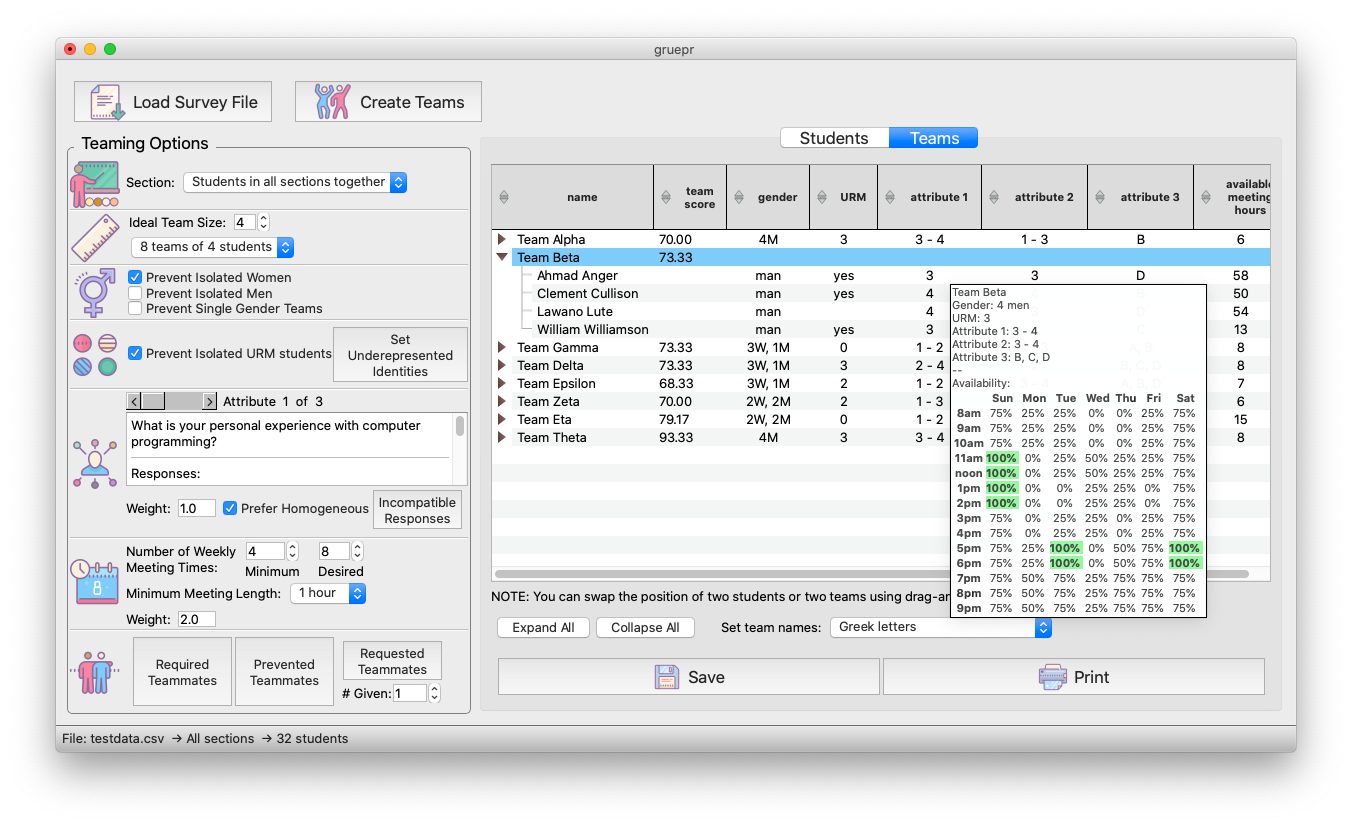 gruepr
Load Survey File
Create Teams
Teaming Options
Section: Students in all sections together
Ideal Team Size: 4
8 teams of 4 students
Prevent Isolated Women
Prevent Isolated Men
Prevent Single Gender Teams
Prevent Isolated URM students
Set
Underepresented
Identities
Attribute 1 of 3
What is your personal experience with computer
programming?
Responses:
Weight: 1.0 Prefer Homogeneous
Incompatible
Responses
Number of Weekly
Meeting Times:
4 8
Minimum Desired
Minimum Meeting Length: 1 hour
Weight: 2.0
Required
Teammates
Prevented
Teammates
Requested
Teammates
# Given: 1
Students Teams
name team score gender URM attribute 1 attribute 2 attribute 3 available meeting hours
Team Alpha 70.00 4M 3 3 - 4 1 - 3 B 6
Team Beta 73.33
Ahmad Anger man yes 3 3 D 58
Clement Cullison man yes 4 50
Lawano Lute man 4 54
William Williamson man yes 3 13
Team Gamma 73.33 3W, 1M 0 1 - 2 8
Team Delta 73.33 3W, 1M 2 2 - 4 8
Team Epsilon 68.33 3W, 1M 2 1 - 2 7
Team Zeta 70.00 2W, 2M 2 1 - 3 6
Team Eta 79.17 2W, 2M 0 1 - 2 15
Team Theta 93.33 4M 3 3 - 4 8
Team Beta
Gender: 4 men
URM: 3
Attribute 1: 3 - 4
Attribute 2: 3 - 4
Attribute 3: B, C, D
--
Availability:
Sun Mon Tue Wed Thu Fri Sat
8am 75% 25% 25% 0% 0% 25% 75%
9am 75% 25% 25% 0% 0% 25% 75%
10am 75% 25% 25% 0% 0% 25% 75%
11am 100% 0% 25% 50% 25% 25% 75%
noon 100% 0% 25% 50% 25% 25% 75%
1pm 100% 0% 0% 25% 25% 0% 75%
2pm 100% 0% 0% 25% 25% 0% 75%
3pm 75% 0% 25% 25% 0% 25% 75%
4pm 75% 0% 25% 25% 0% 25% 75%
5pm 75% 25% 100% 0% 50% 75% 100%
6pm 75% 25% 100% 0% 50% 75% 100%
7pm 75% 50% 75% 25% 75% 75% 75%
8pm 75% 50% 75% 25% 75% 75% 75%
9pm 75% 50% 75% 25% 75% 75% 75%
NOTE: You can swap the position of two students or two teams using
Expand All Collapse All Set team names: Greek letters
Save Print
File: testdata.csv → All sections → 32 students